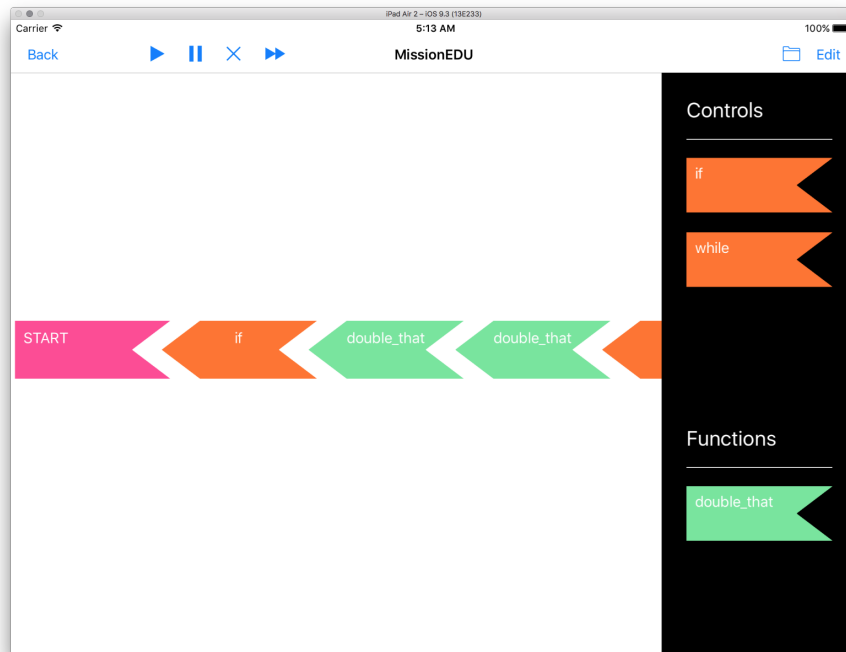 iPad Air 2 – iOS 9.3 (13E233)
Carrier 5:13 AM 100%
Back MissionEDU Edit
Controls
if
while
START if double_that double_that
Functions
double_that